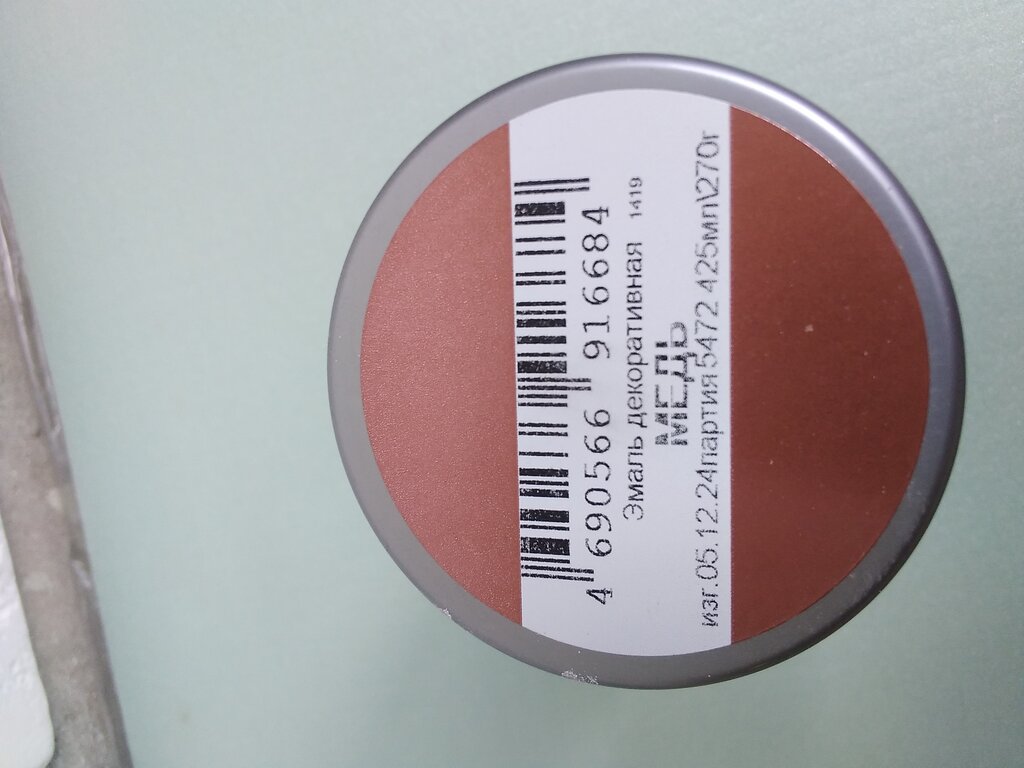 4 690566 916684
Эмаль декоративная 1419
МЕДЬ
изг.05.12.24партия 5472 425мл\270г